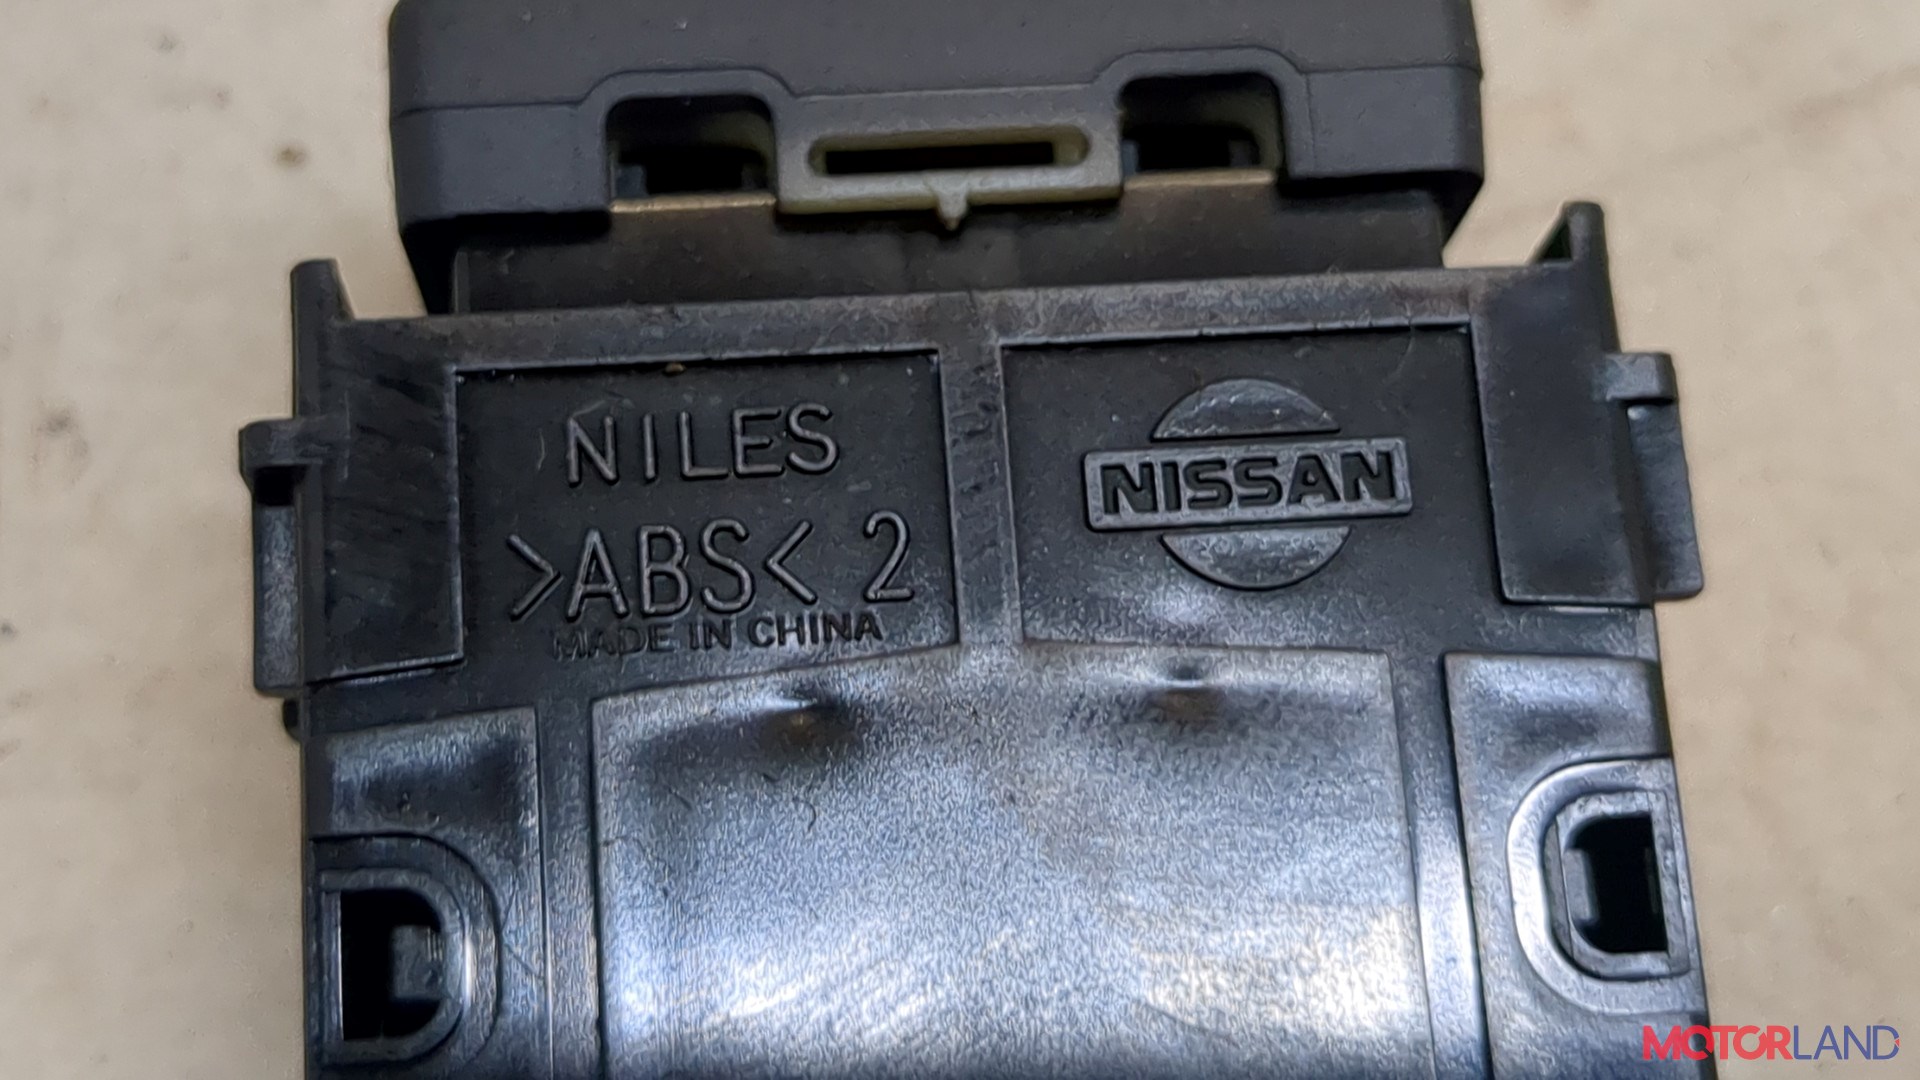 NILES
>ABS< 2
MADE IN CHINA
NISSAN
MOTORLAND